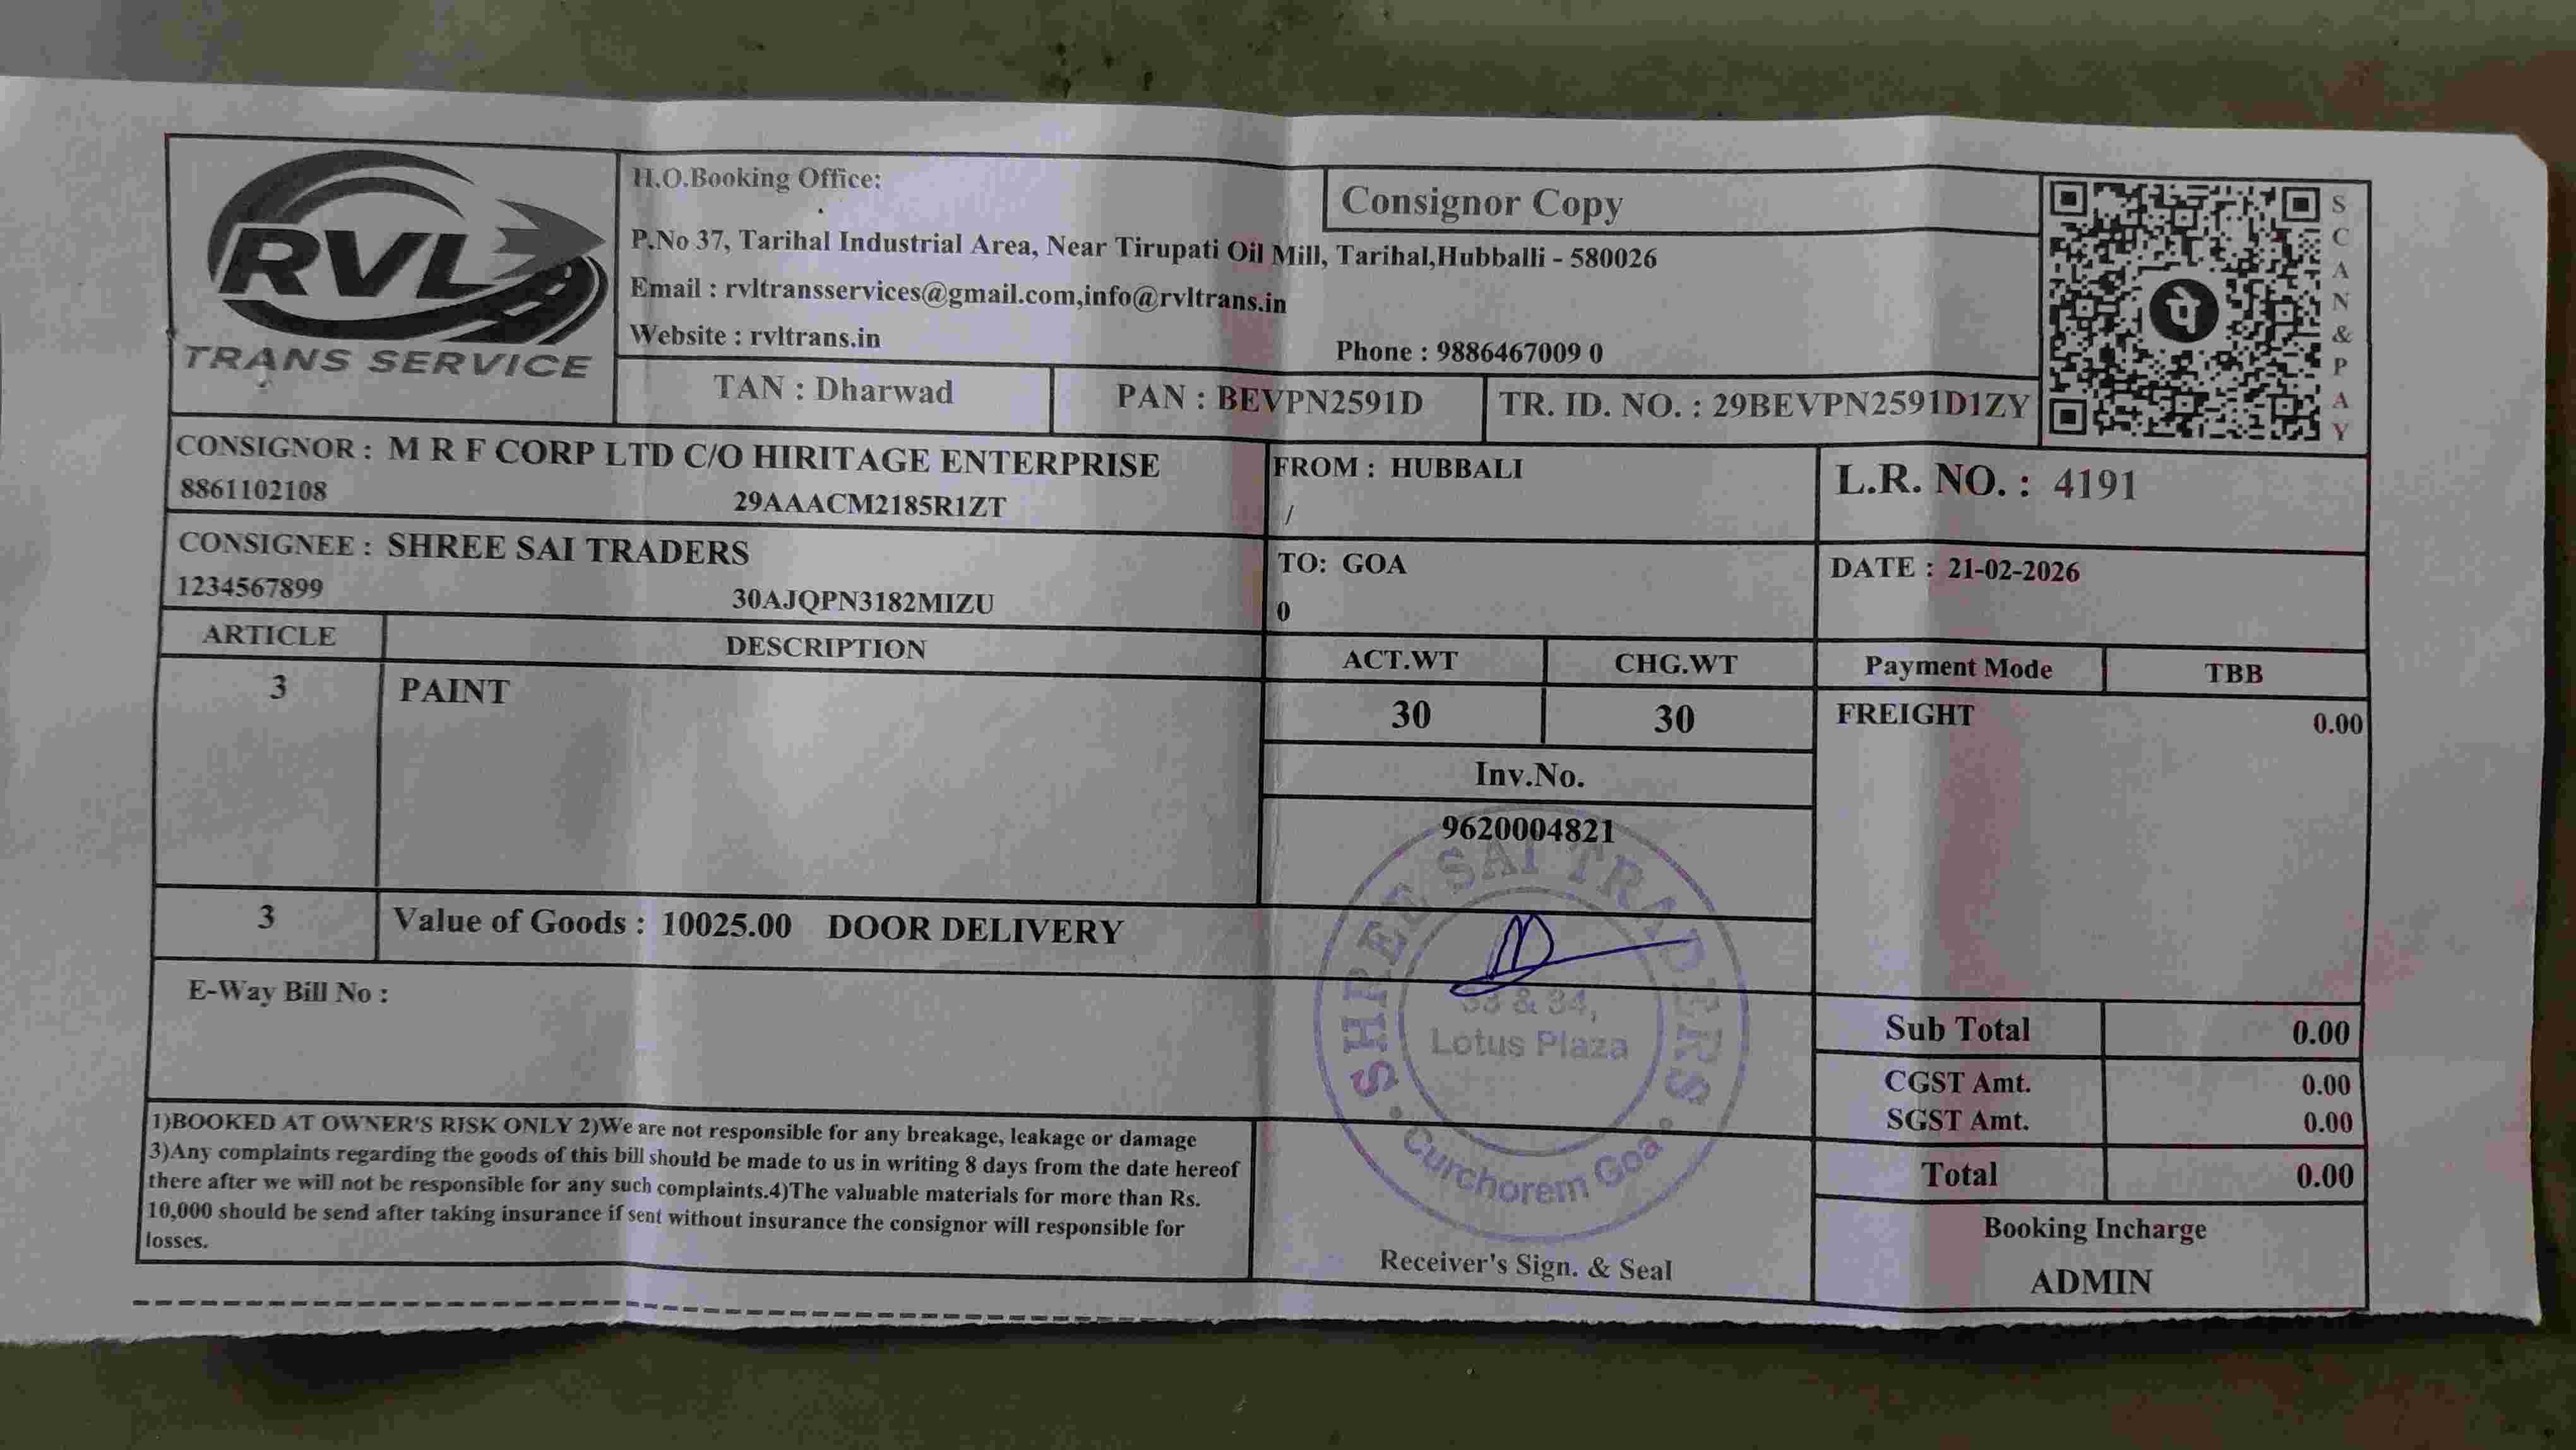 RVL
TRANS SERVICE
H.O.Booking Office:
Consignor Copy
P.No 37, Tarihal Industrial Area, Near Tirupati Oil Mill, Tarihal,Hubballi - 580026
Email : rvltransservices@gmail.com,info@rvltrans.in
Website : rvltrans.in
Phone : 9886467009 0
SCAN & PAY
पे
TAN : Dharwad
PAN : BEVPN2591D
TR. ID. NO. : 29BEVPN2591D1ZY
CONSIGNOR : M R F CORP LTD C/O HIRITAGE ENTERPRISE
8861102108 29AAACM2185R1ZT
FROM : HUBBALI
/
L.R. NO. : 4191
CONSIGNEE : SHREE SAI TRADERS
1234567899 30AJQPN3182MIZU
TO: GOA
0
DATE : 21-02-2026
ARTICLE DESCRIPTION ACT.WT CHG.WT Payment Mode TBB
3 PAINT 30 30 FREIGHT 0.00
Inv.No.
9620004821
3 Value of Goods : 10025.00 DOOR DELIVERY
E-Way Bill No :
SHREE SAI TRADERS
33 & 34,
Lotus Plaza
Curchorem Goa
Sub Total 0.00
CGST Amt. 0.00
SGST Amt. 0.00
Total 0.00
1)BOOKED AT OWNER'S RISK ONLY 2)We are not responsible for any breakage, leakage or damage
3)Any complaints regarding the goods of this bill should be made to us in writing 8 days from the date hereof
there after we will not be responsible for any such complaints.4)The valuable materials for more than Rs.
10,000 should be send after taking insurance if sent without insurance the consignor will responsible for
losses.
Receiver's Sign. & Seal
Booking Incharge
ADMIN